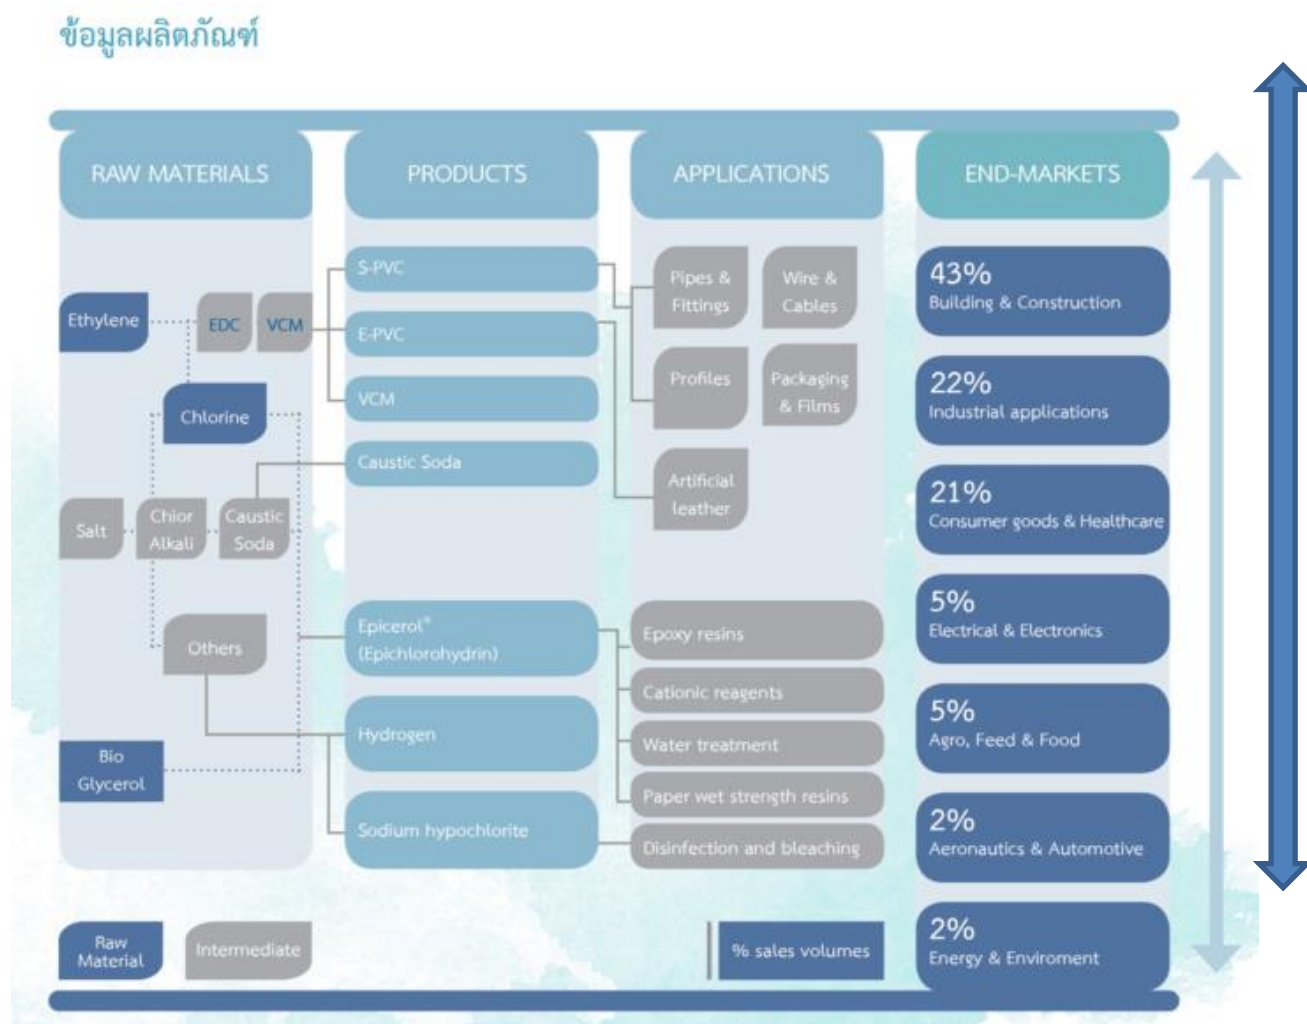 ข้อมูลผลิตภัณฑ์
RAW MATERIALS
PRODUCTS
APPLICATIONS
END-MARKETS
Ethylene
EDC
VCM
Chlorine
Salt
Chior
Alkali
Caustic
Soda
Others
Bio
Glycerol
S-PVC
E-PVC
VCM
Caustic Soda
Epicerol®
(Epichlorohydrin)
Hydrogen
Sodium hypochlorite
Pipes &
Fittings
Wire &
Cables
Profiles
Packaging
& Films
Artificial
leather
Epoxy resins
Cationic reagents
Water treatment
Paper wet strength resins
Disinfection and bleaching
43%
Building & Construction
22%
Industrial applications
21%
Consumer goods & Healthcare
5%
Electrical & Electronics
5%
Agro, Feed & Food
2%
Aeronautics & Automotive
2%
Energy & Enviroment
Raw
Material
Intermediate
% sales volumes